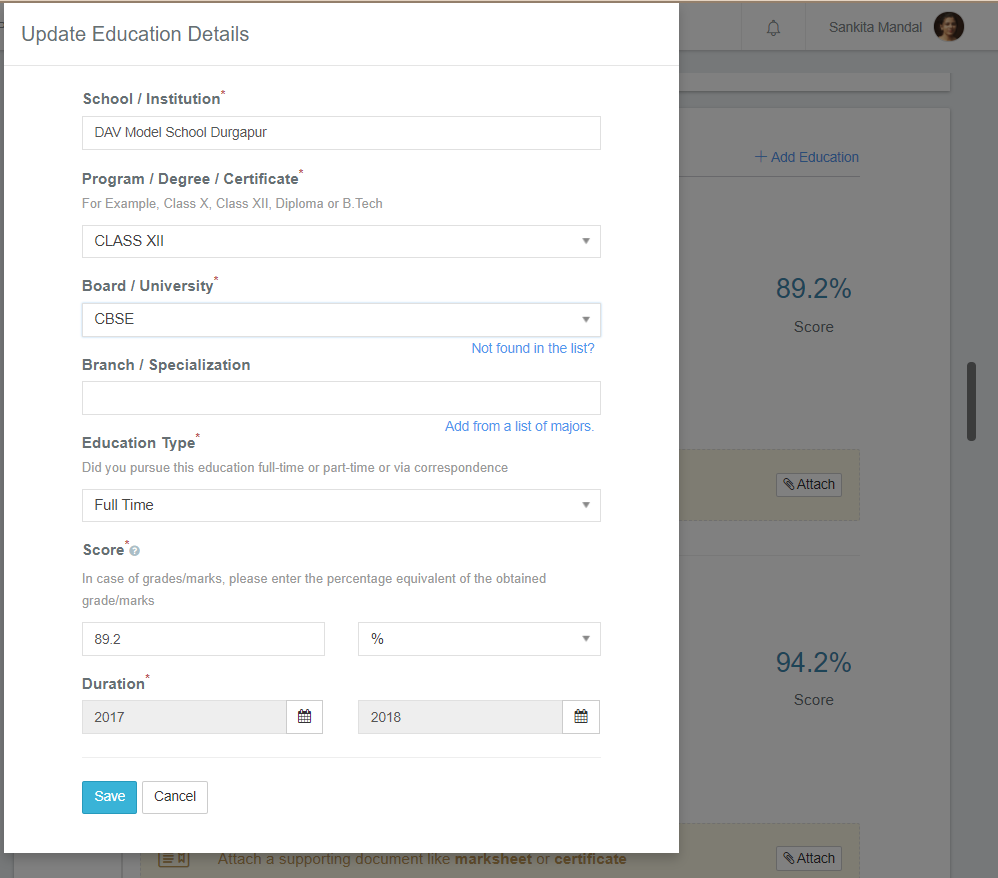 Update Education Details
Sankita Mandal
School / Institution*
DAV Model School Durgapur
+ Add Education
Program / Degree / Certificate*
For Example, Class X, Class XII, Diploma or B.Tech
CLASS XII
Board / University*
89.2%
CBSE
Score
Not found in the list?
Branch / Specialization
Add from a list of majors.
Education Type*
Did you pursue this education full-time or part-time or via correspondence
Attach
Full Time
Score*
In case of grades/marks, please enter the percentage equivalent of the obtained
grade/marks
89.2 %
94.2%
Duration*
Score
2017 2018
Save Cancel
Attach a supporting document like marksheet or certificate
Attach